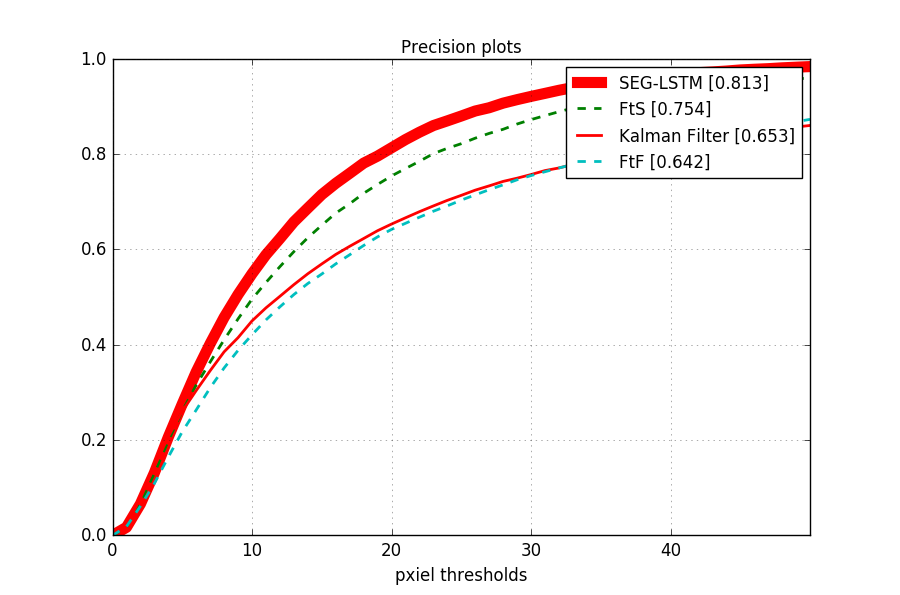 Precision plots
1.0
0.8
0.6
0.4
0.2
0.0
SEG-LSTM [0.813]
FtS [0.754]
Kalman Filter [0.653]
FtF [0.642]
0 10 20 30 40
pxiel thresholds